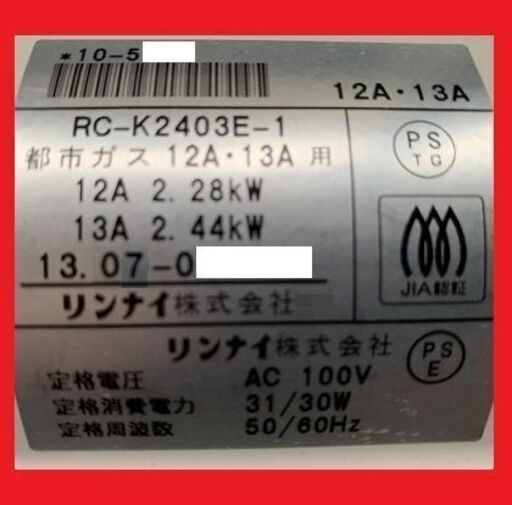 *10-5
12A・13A
RC-K2403E-1
都市ガス 12A・13A 用
12A 2.28kW
13A 2.44kW
13.07-0
リンナイ株式会社
PS
TG
JIA認証
リンナイ株式会社
定格電圧 AC 100V
定格消費電力 31/30W
定格周波数 50/60Hz
PS
E